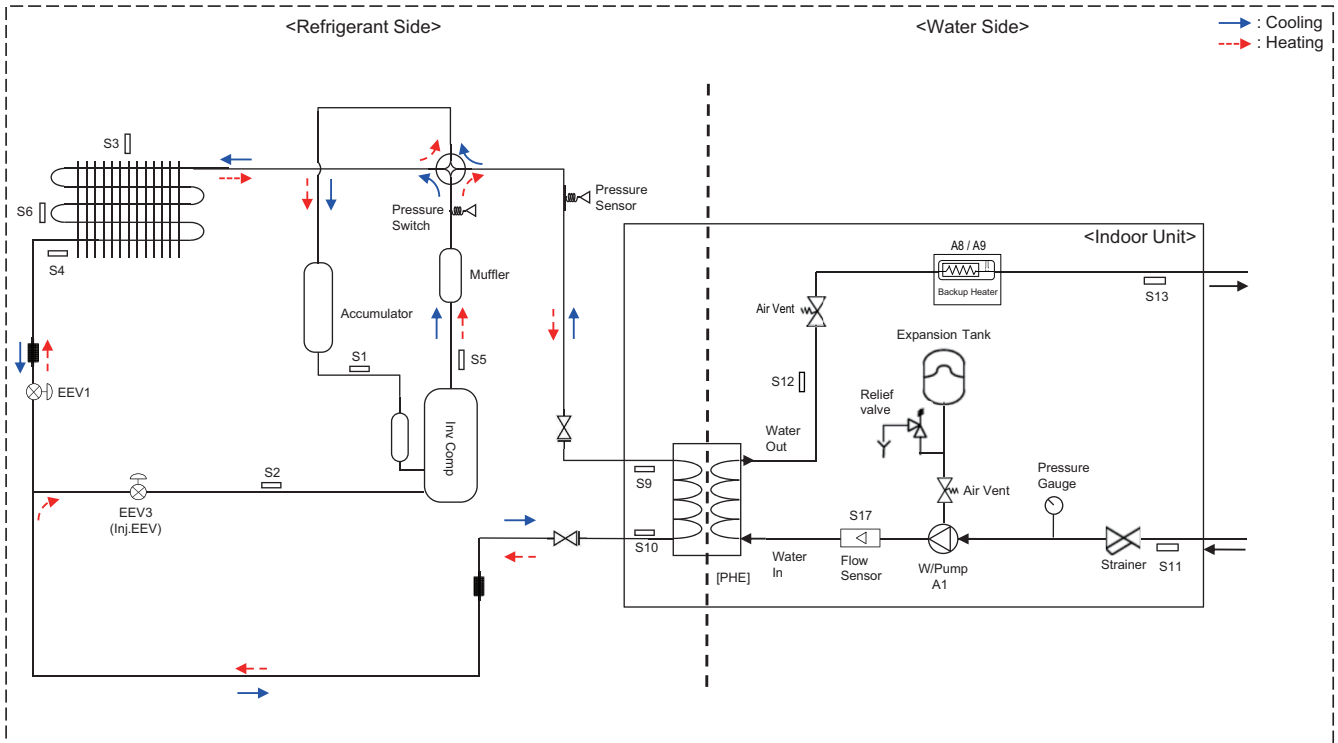 <Refrigerant Side>
<Water Side>
: Cooling
: Heating
S3
S6
S4
Pressure
Switch
Pressure
Sensor
<Indoor Unit>
A8 / A9
Backup Heater
S13
Muffler
Accumulator
Air Vent
Expansion Tank
S1
S5
S12
EEV1
Relief
valve
Inv Comp
Water
Out
S2
S9
Pressure
Gauge
Air Vent
EEV3
(Inj.EEV)
S17
S10
Flow
Sensor
Water
In
W/Pump
A1
Strainer
S11
[PHE]